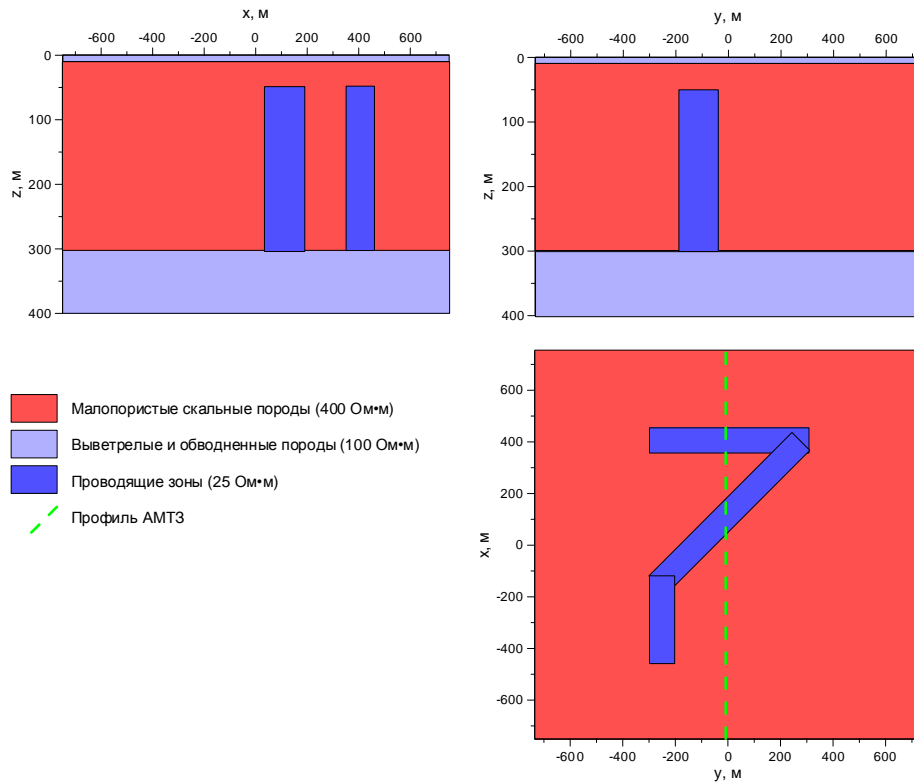 x, м
-600 -400 -200 0 200 400 600
0
100
200
300
400
z, м
y, м
-600 -400 -200 0 200 400 600
0
100
200
300
400
z, м
Малопористые скальные породы (400 Ом•м)
Выветрелые и обводненные породы (100 Ом•м)
Проводящие зоны (25 Ом•м)
Профиль АМТЗ
600
400
200
0
-200
-400
-600
x, м
-600 -400 -200 0 200 400 600
y, м